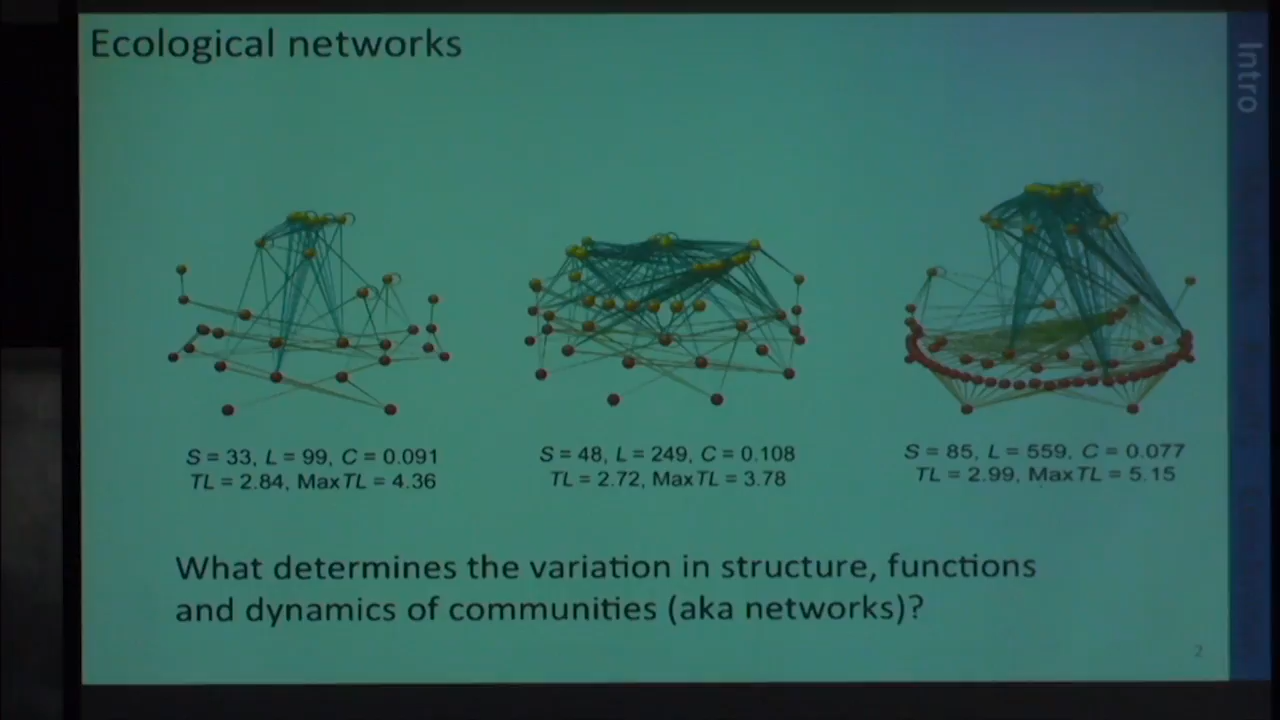 Ecological networks
Intro
S = 33, L = 99, C = 0.091
TL = 2.84, Max TL = 4.36
S = 48, L = 249, C = 0.108
TL = 2.72, Max TL = 3.78
S = 85, L = 559, C = 0.077
TL = 2.99, Max TL = 5.15
What determines the variation in structure, functions
and dynamics of communities (aka networks)?
2